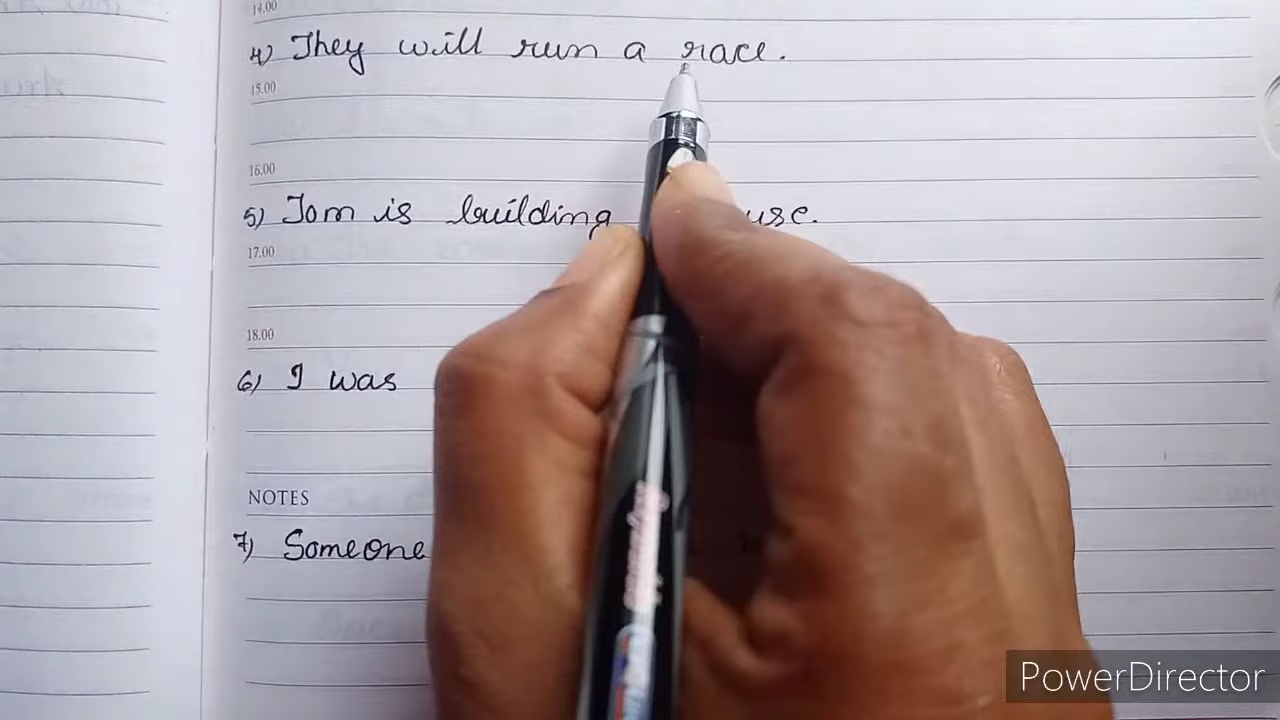 14.00
4) They will run a race.
15.00
16.00
5) Tom is building use.
17.00
18.00
6) I was
NOTES
7) Someone
PowerDirector